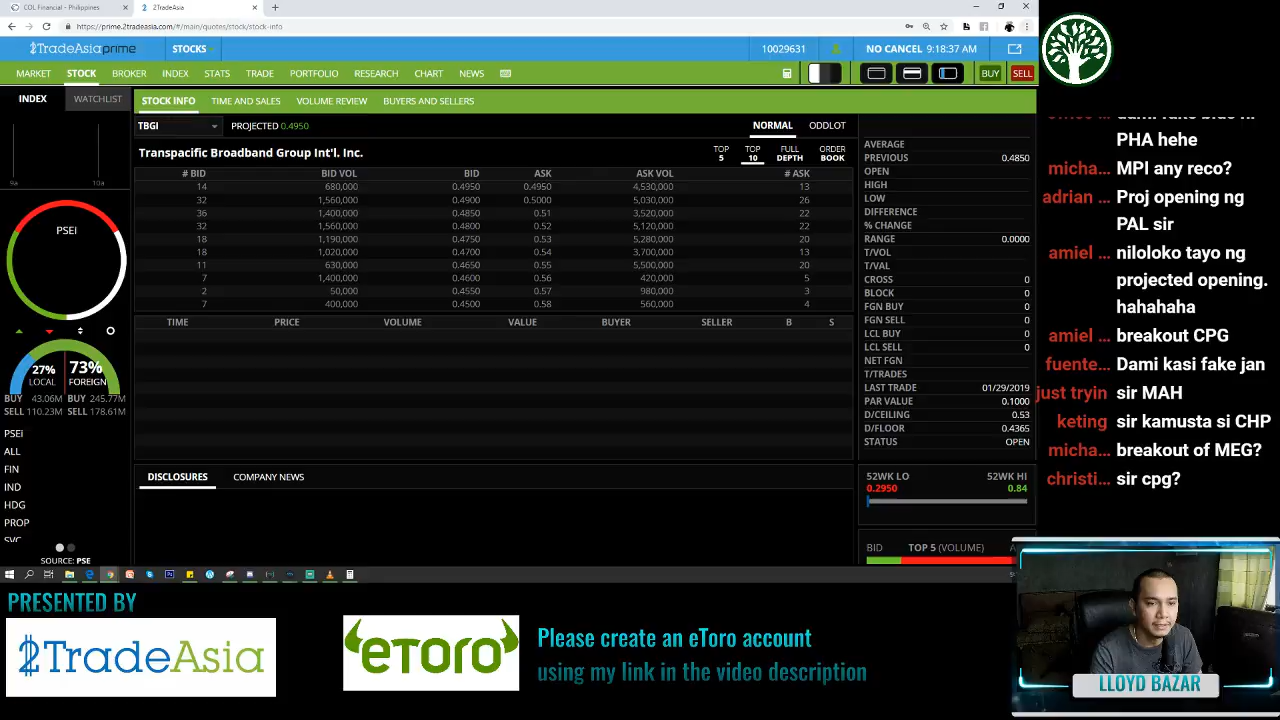 COL Financial - Philippines
2TradeAsia
https://prime.2tradeasia.com/#/main/quotes/stock/stock-info
2TradeAsiaprime
STOCKS
10029631
NO CANCEL 9:18:37 AM
MARKET STOCK BROKER INDEX STATS TRADE PORTFOLIO RESEARCH CHART NEWS
BUY SELL
INDEX WATCHLIST
STOCK INFO TIME AND SALES VOLUME REVIEW BUYERS AND SELLERS
TBGI PROJECTED 0.4950
NORMAL ODDLOT
Transpacific Broadband Group Int'l. Inc.
TOP 5 TOP 10 FULL DEPTH ORDER BOOK
# BID BID VOL BID ASK ASK VOL # ASK
14 680,000 0.4950 0.4950 4,530,000 13
32 1,560,000 0.4900 0.5000 5,030,000 26
36 1,400,000 0.4850 0.51 3,520,000 22
32 1,560,000 0.4800 0.52 5,120,000 22
18 1,190,000 0.4750 0.53 5,280,000 20
18 1,020,000 0.4700 0.54 3,700,000 13
11 630,000 0.4650 0.55 5,500,000 20
7 1,400,000 0.4600 0.56 420,000 5
2 50,000 0.4550 0.57 980,000 3
7 400,000 0.4500 0.58 560,000 4
TIME PRICE VOLUME VALUE BUYER SELLER B S
DISCLOSURES COMPANY NEWS
9a 10a
PSEi
27% LOCAL
73% FOREIGN
BUY 43.06M BUY 245.77M
SELL 110.23M SELL 178.61M
PSEi
ALL
FIN
IND
HDG
PROP
SVC
SOURCE: PSE
AVERAGE
PREVIOUS 0.4850
OPEN
HIGH
LOW
DIFFERENCE
% CHANGE
RANGE 0.0000
T/VOL
T/VAL
CROSS 0
BLOCK 0
FGN BUY 0
FGN SELL 0
LCL BUY 0
LCL SELL 0
NET FGN
T/TRADES
LAST TRADE 01/29/2019
PAR VALUE 0.1000
D/CEILING 0.53
D/FLOOR 0.4365
STATUS OPEN
52WK LO 52WK HI
0.2950 0.84
BID TOP 5 (VOLUME)
PHA hehe
micha... MPI any reco?
adrian ... Proj opening ng
PAL sir
amiel ... niloloko tayo ng
projected opening.
hahahaha
amiel ... breakout CPG
fuente... Dami kasi fake jan
just tryin sir MAH
keting sir kamusta si CHP
micha... breakout of MEG?
christi... sir cpg?
PRESENTED BY
2TradeAsia
eToro
Please create an eToro account
using my link in the video description
LLOYD BAZAR